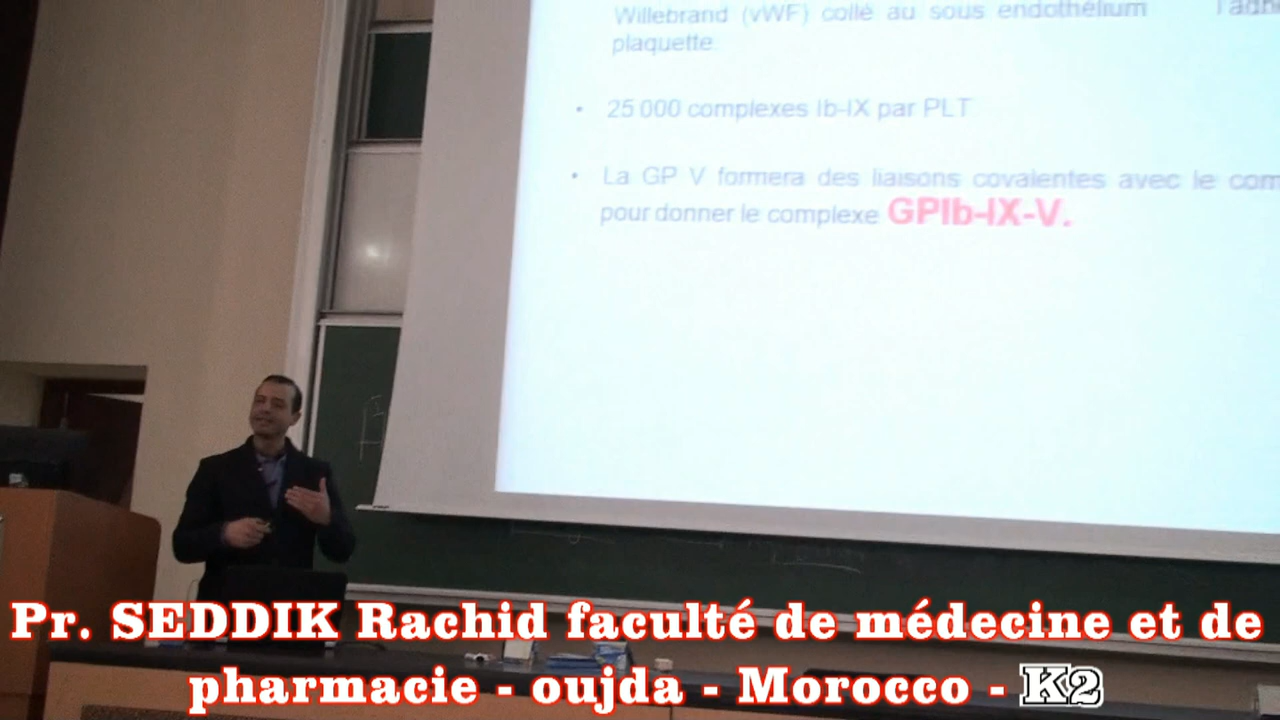 Willebrand (vWF) collé au sous endothélium
plaquette.
• 25 000 complexes Ib-IX par PLT
• La GP V formera des liaisons covalentes avec le com
pour donner le complexe GPIb-IX-V.
Pr. SEDDIK Rachid faculté de médecine et de
pharmacie - oujda - Morocco - K2